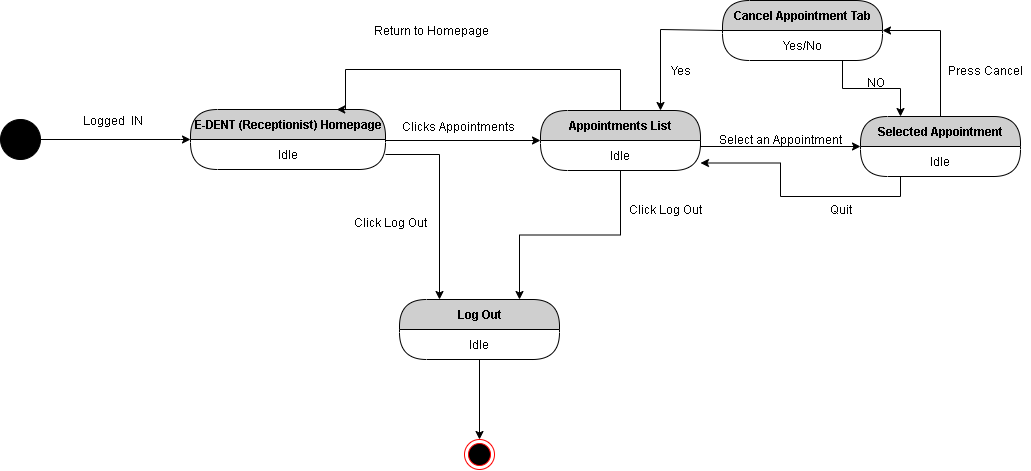 Cancel Appointment Tab
Yes/No
Return to Homepage
Yes
NO
Press Cancel
Logged IN
E-DENT (Receptionist) Homepage
Idle
Clicks Appointments
Appointments List
Idle
Select an Appointment
Selected Appointment
Idle
Click Log Out
Click Log Out
Quit
Log Out
Idle